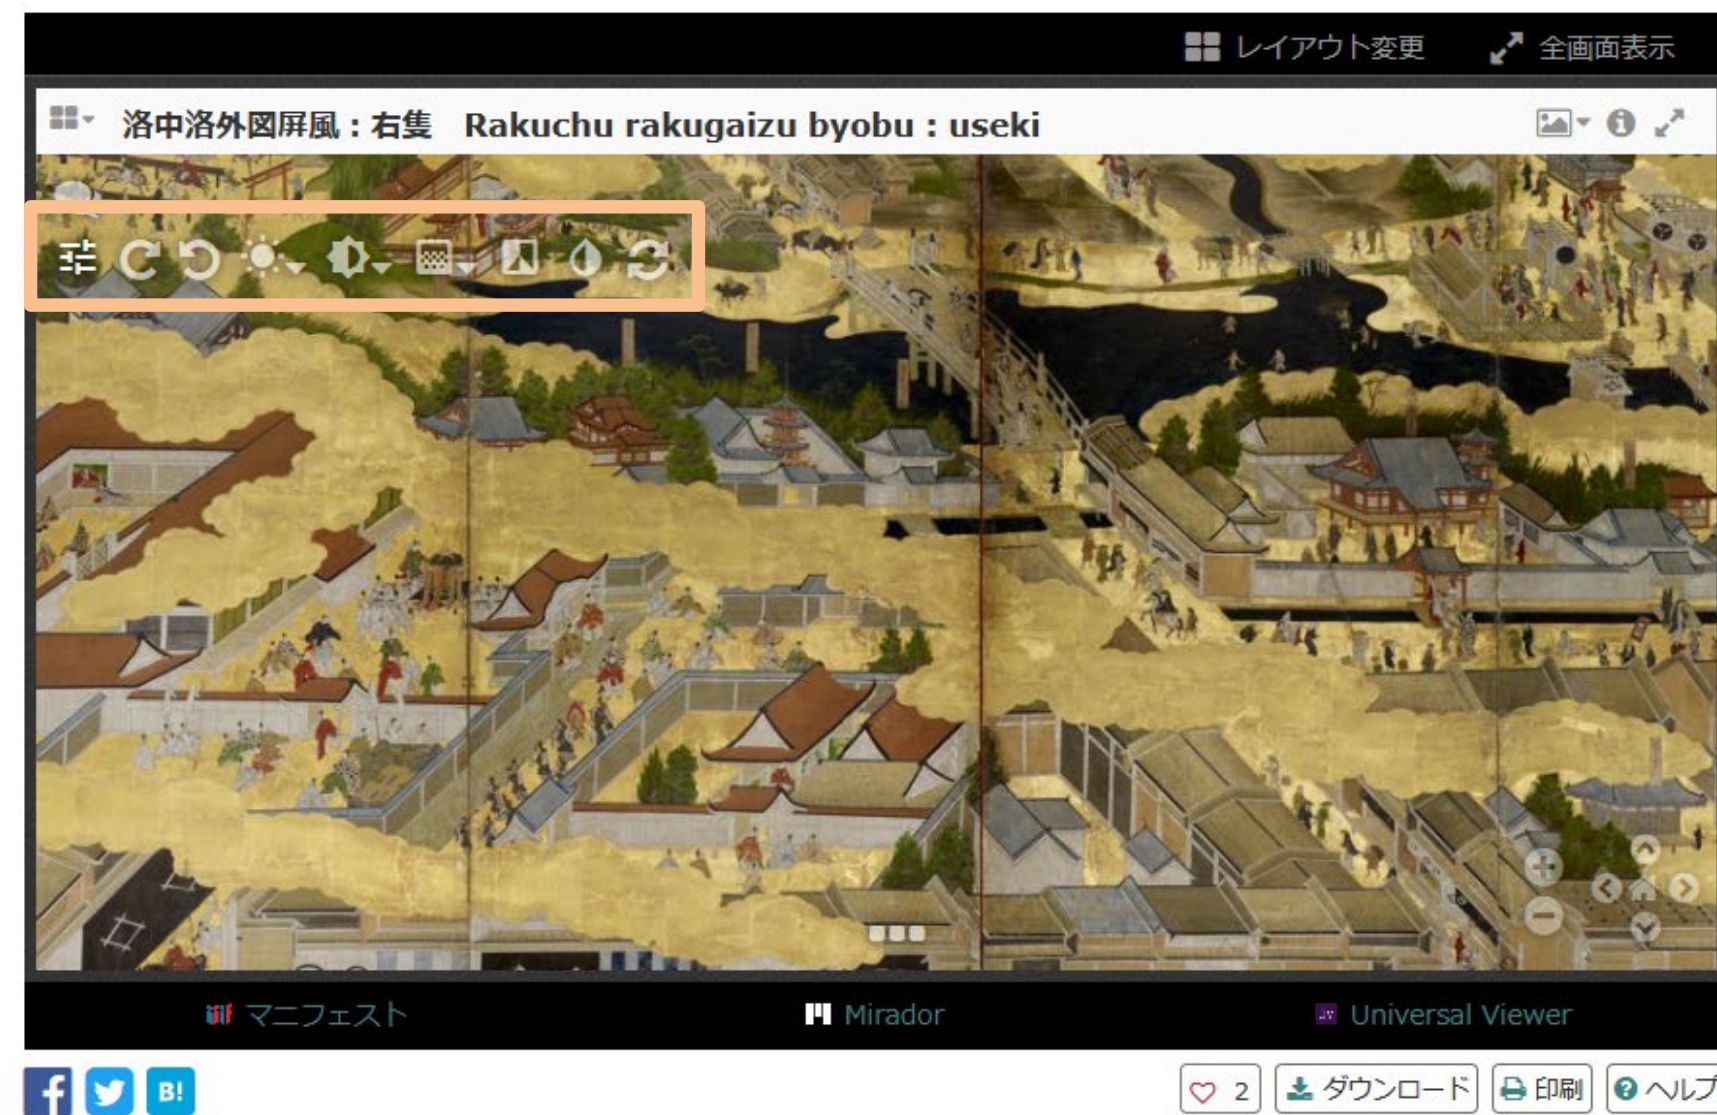 レイアウト変更 全画面表示
洛中洛外図屏風：右隻 Rakuchu rakugaizu byobu : useki
マニフェスト Mirador Universal Viewer
B! 2 ダウンロード 印刷 ヘルプ